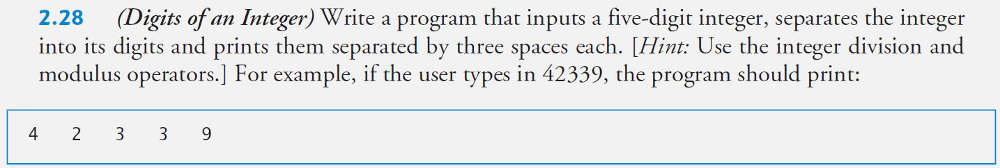 2.28 (Digits of an Integer) Write a program that inputs a five-digit integer, separates the integer
into its digits and prints them separated by three spaces each. [Hint: Use the integer division and
modulus operators.] For example, if the user types in 42339, the program should print:
4 2 3 3 9